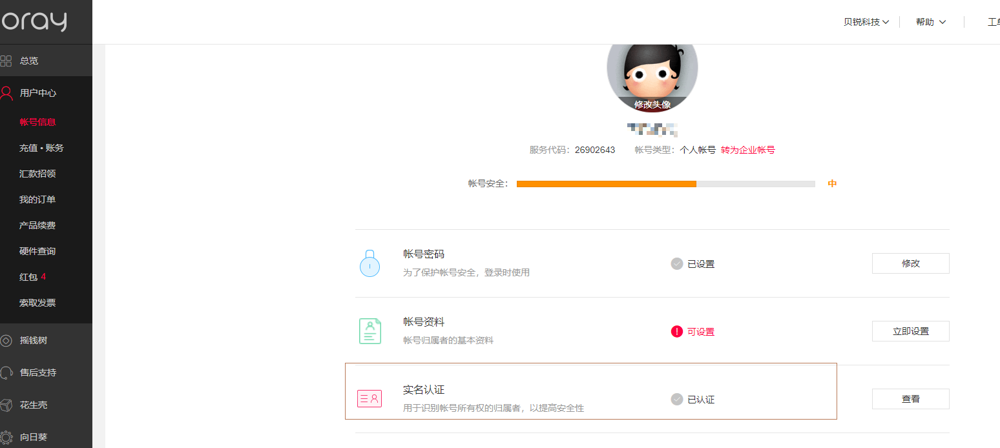 oray
贝锐科技
帮助
总览
用户中心
帐号信息
充值•账务
汇款招领
我的订单
产品续费
硬件查询
红包 4
索取发票
摇钱树
售后支持
花生壳
向日葵
修改头像
服务代码：26902643 帐号类型：个人帐号 转为企业帐号
帐号安全： 中
帐号密码
为了保护帐号安全，登录时使用
已设置
修改
帐号资料
帐号归属者的基本资料
可设置
立即设置
实名认证
用于识别帐号所有权的归属者，以提高安全性
已认证
查看